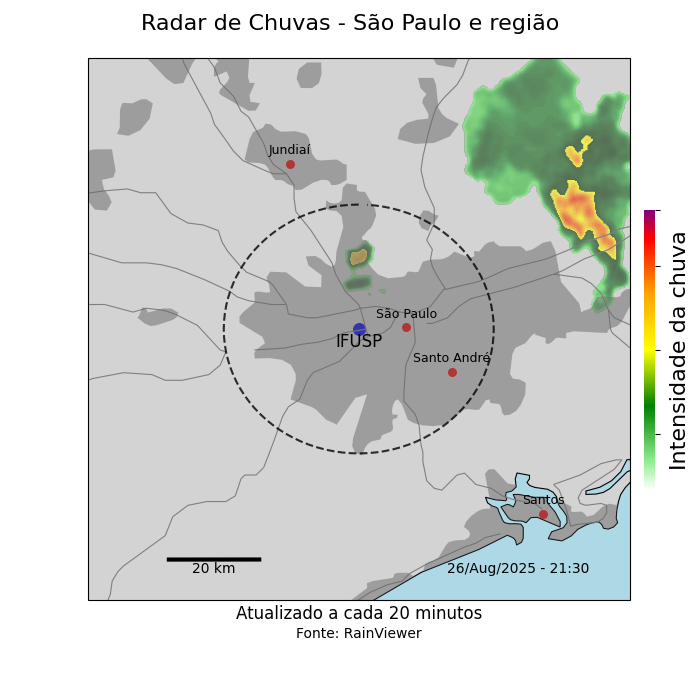 Radar de Chuvas - São Paulo e região
Jundiaí
São Paulo
IFUSP
Santo André
Santos
20 km
26/Aug/2025 - 21:30
Intensidade da chuva
Atualizado a cada 20 minutos
Fonte: RainViewer